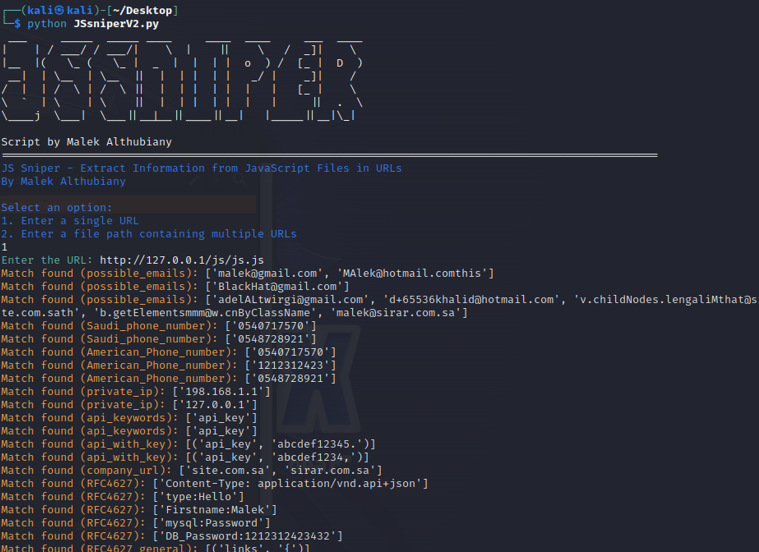 ┌──(kali㉿kali)-[~/Desktop]
└─$ python JSsniperV2.py
JSSNIPER
Script by Malek Althubiany
JS Sniper - Extract Information from JavaScript Files in URLs
By Malek Althubiany
Select an option:
1. Enter a single URL
2. Enter a file path containing multiple URLs
1
Enter the URL: http://127.0.0.1/js/js.js
Match found (possible_emails): ['malek@gmail.com', 'MAlek@hotmail.comthis']
Match found (possible_emails): ['BlackHat@gmail.com']
Match found (possible_emails): ['adelALtwirgi@gmail.com', 'd+65536khalid@hotmail.com', 'v.childNodes.lengaliMthat@s
te.com.sath', 'b.getElementsmmm@w.cnByClassName', 'malek@sirar.com.sa']
Match found (Saudi_phone_number): ['0540717570']
Match found (Saudi_phone_number): ['0548728921']
Match found (American_Phone_number): ['0540717570']
Match found (American_Phone_number): ['1212312423']
Match found (American_Phone_number): ['0548728921']
Match found (private_ip): ['198.168.1.1']
Match found (private_ip): ['127.0.0.1']
Match found (api_keywords): ['api_key']
Match found (api_keywords): ['api_key']
Match found (api_with_key): [('api_key', 'abcdef12345.')]
Match found (api_with_key): [('api_key', 'abcdef1234,')]
Match found (company_url): ['site.com.sa', 'sirar.com.sa']
Match found (RFC4627): ['Content-Type: application/vnd.api+json']
Match found (RFC4627): ['type:Hello']
Match found (RFC4627): ['Firstname:Malek']
Match found (RFC4627): ['mysql:Password']
Match found (RFC4627): ['DB_Password:1212312423432']
Match found (RFC4627_general): [('links', '{')]